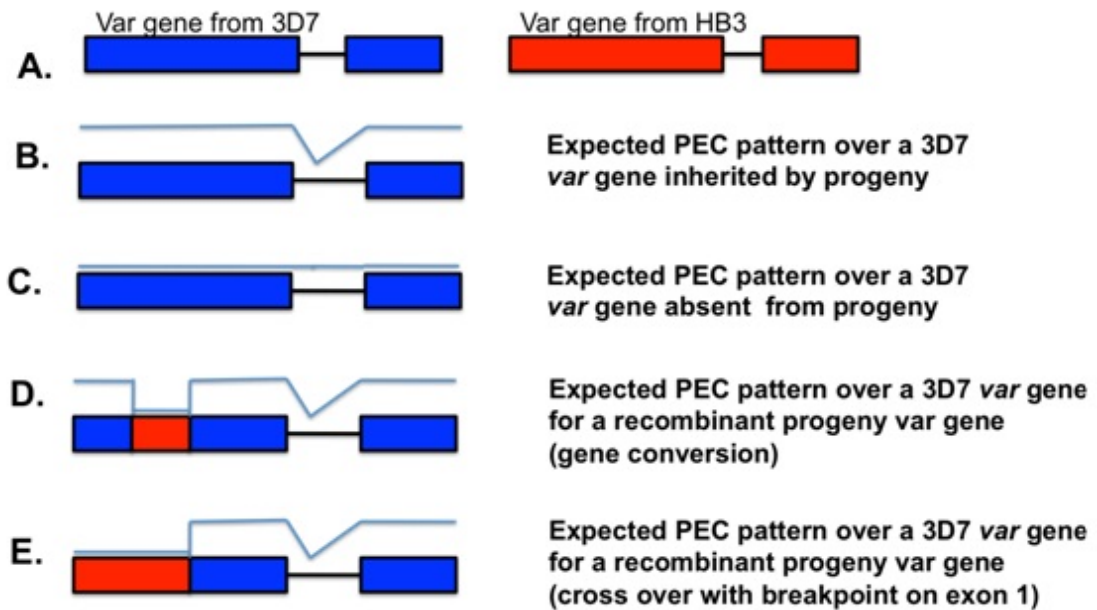 Var gene from 3D7
Var gene from HB3
A.
B.
Expected PEC pattern over a 3D7
var gene inherited by progeny
C.
Expected PEC pattern over a 3D7
var gene absent from progeny
D.
Expected PEC pattern over a 3D7 var gene
for a recombinant progeny var gene
(gene conversion)
E.
Expected PEC pattern over a 3D7 var gene
for a recombinant progeny var gene
(cross over with breakpoint on exon 1)